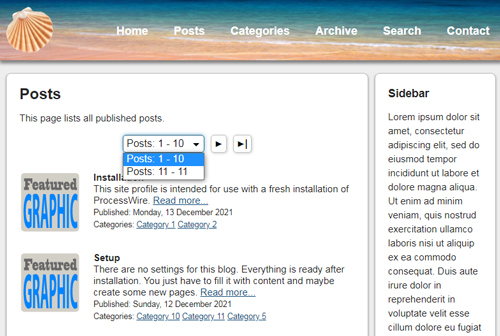 Home Posts Categories Archive Search Contact
Posts
This page lists all published posts.
Posts: 1 - 10
Posts: 1 - 10
Posts: 11 - 11
Featured
GRAPHIC
Installation
This site profile is intended for use with a fresh installation of
ProcessWire. Read more...
Published: Monday, 13 December 2021
Categories: Category 1 Category 2
Featured
GRAPHIC
Setup
There are no settings for this blog. Everything is ready after
installation. You just have to fill it with content and maybe
create some new pages. Read more...
Published: Sunday, 12 December 2021
Categories: Category 10 Category 11 Category 5
Sidebar
Lorem ipsum dolor sit
amet, consectetur
adipiscing elit, sed do
eiusmod tempor
incididunt ut labore et
dolore magna aliqua.
Ut enim ad minim
veniam, quis nostrud
exercitation ullamco
laboris nisi ut aliquip
ex ea commodo
consequat. Duis aute
irure dolor in
reprehenderit in
voluptate velit esse
cillum dolore eu fugiat